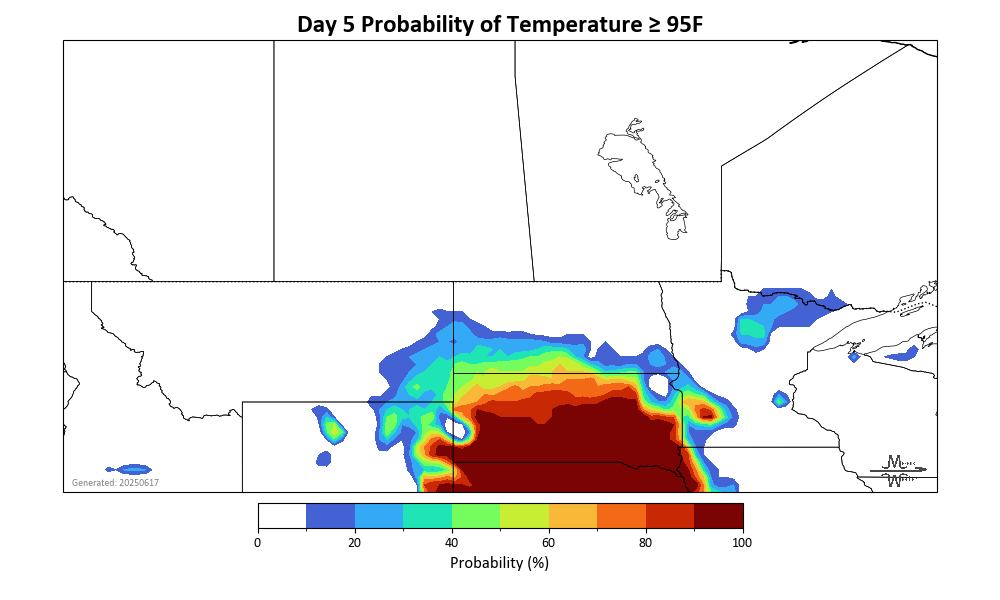 Day 5 Probability of Temperature ≥ 95F
Generated: 20250617
0 20 40 60 80 100
Probability (%)